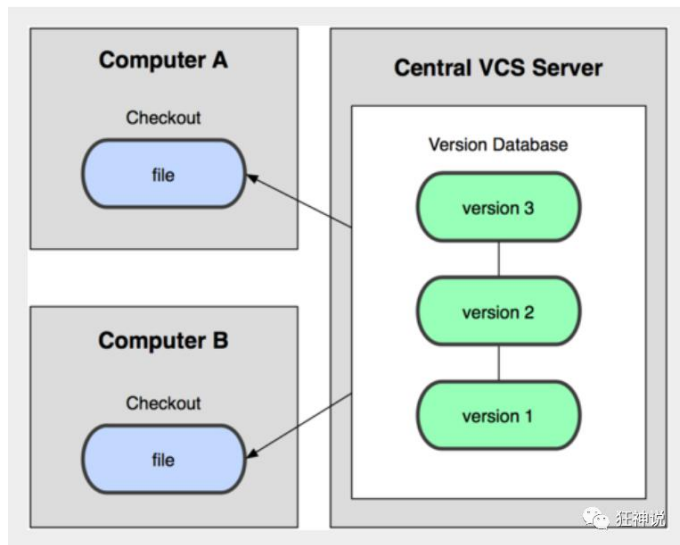 Computer A
Checkout
file
Computer B
Checkout
file
Central VCS Server
Version Database
version 3
version 2
version 1
狂神说